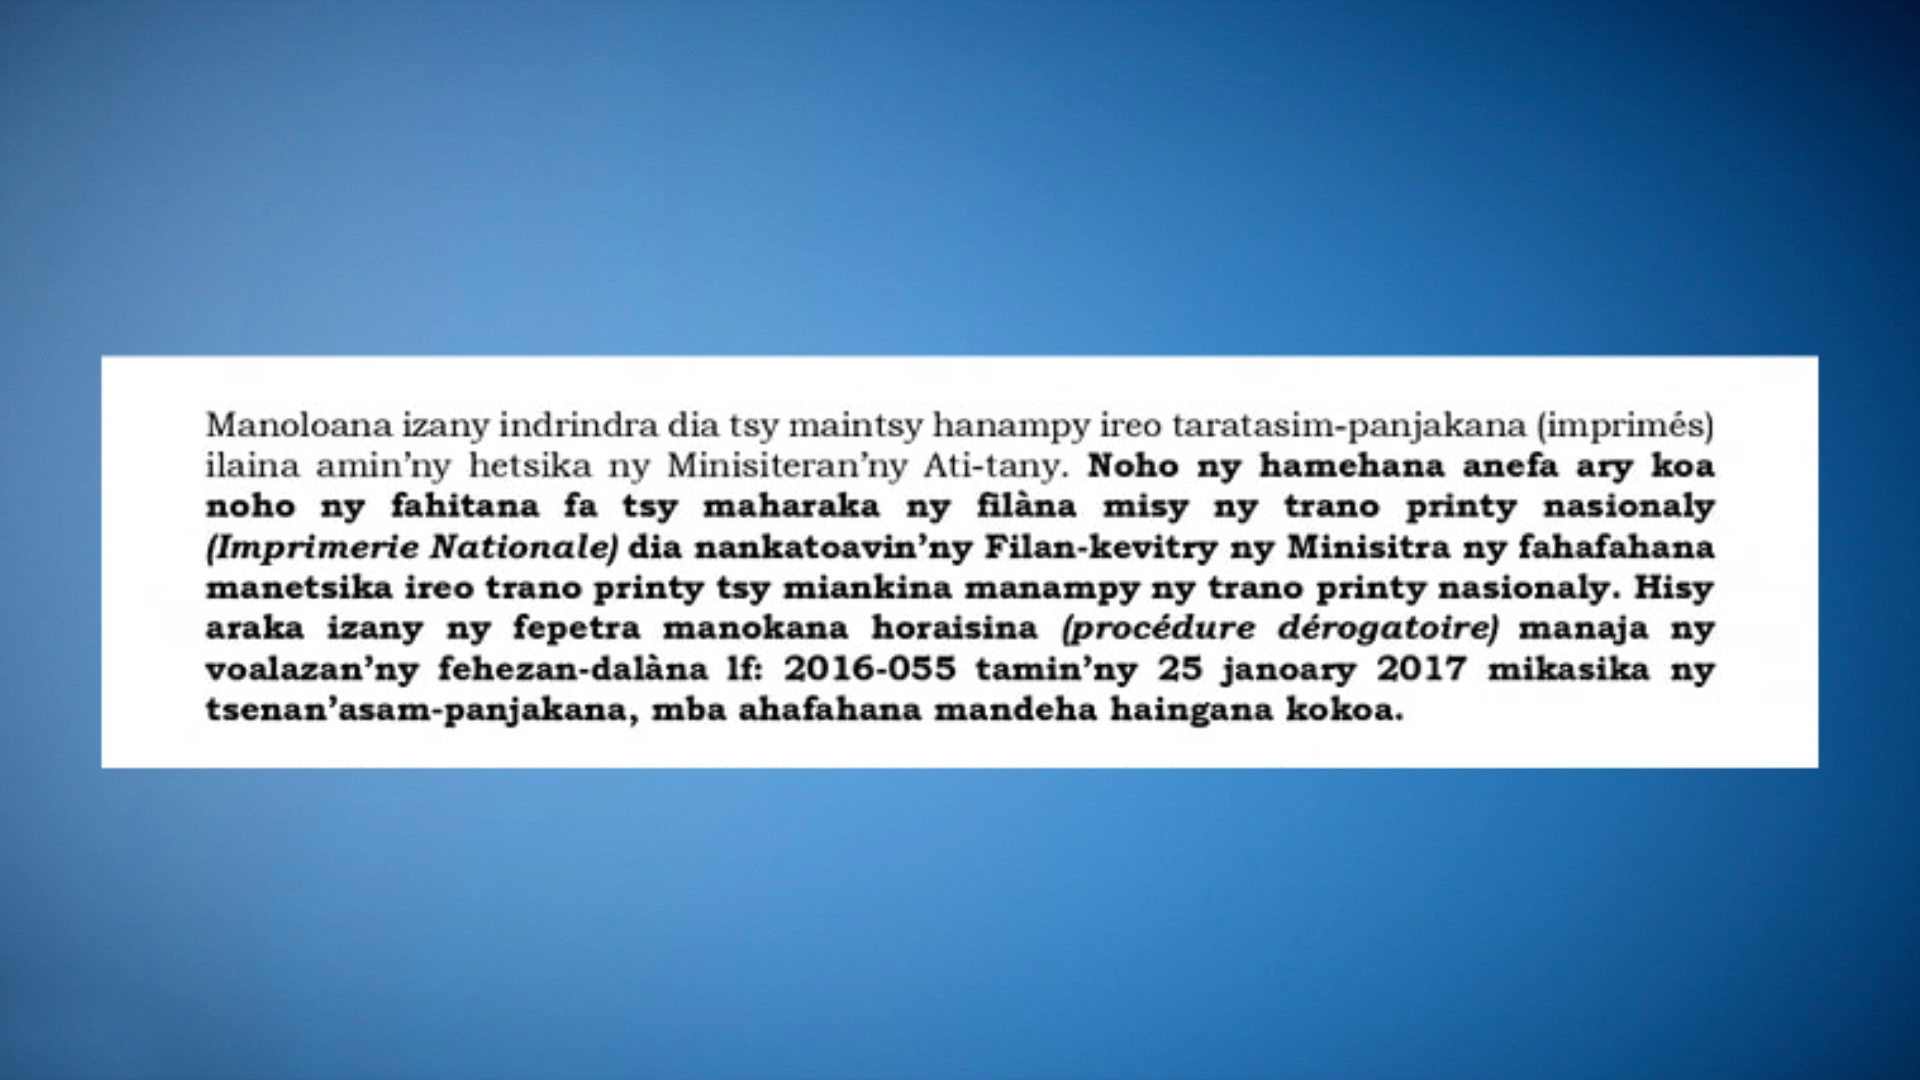 Manoloana izany indrindra dia tsy maintsy hanampy ireo taratasim-panjakana (imprimés)
ilaina amin’ny hetsika ny Minisiteran’ny Ati-tany. Noho ny hamehana anefa ary koa
noho ny fahitana fa tsy maharaka ny filàna misy ny trano printy nasionaly
(Imprimerie Nationale) dia nankatoavin’ny Filan-kevitry ny Minisitra ny fahafahana
manetsika ireo trano printy tsy miankina manampy ny trano printy nasionaly. Hisy
araka izany ny fepetra manokana horaisina (procédure dérogatoire) manaja ny
voalazan’ny fehezan-dalàna lf: 2016-055 tamin’ny 25 janoary 2017 mikasika ny
tsenan’asam-panjakana, mba ahafahana mandeha haingana kokoa.